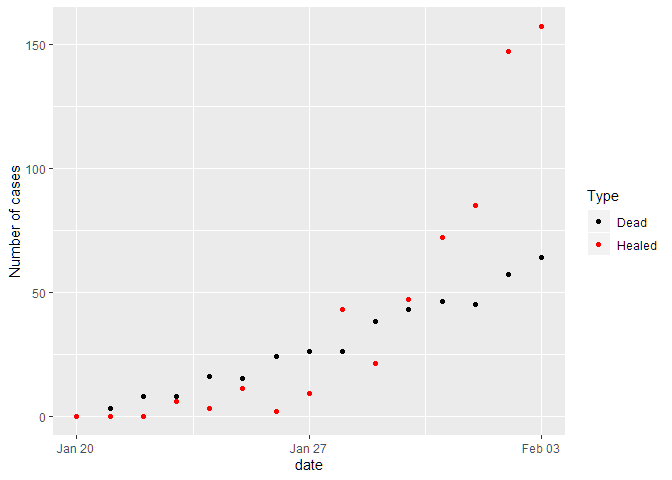 150
100
50
0
Number of cases
Jan 20
Jan 27
Feb 03
date
Type
Dead
Healed